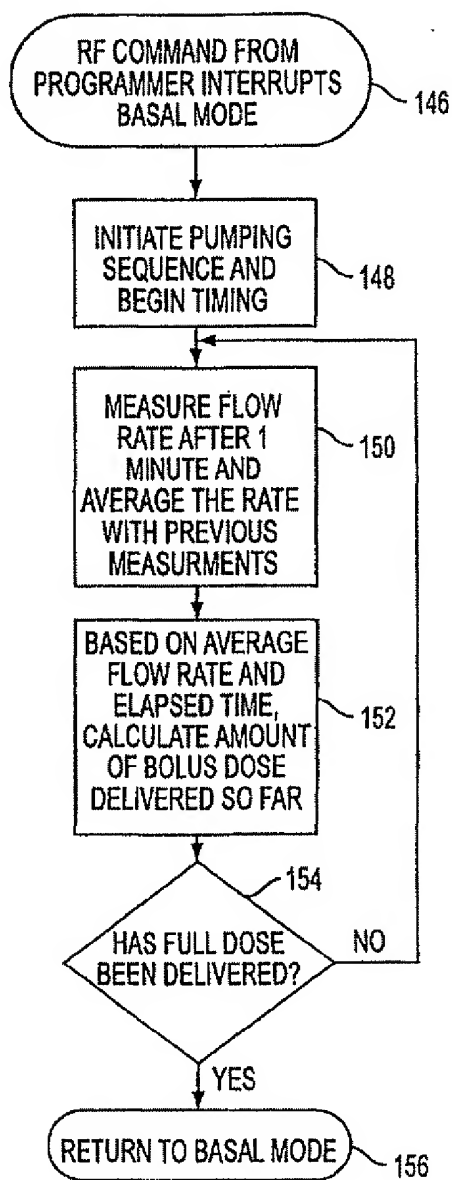 RF COMMAND FROM
PROGRAMMER INTERRUPTS
BASAL MODE
146
INITIATE PUMPING
SEQUENCE AND
BEGIN TIMING
148
MEASURE FLOW
RATE AFTER 1
MINUTE AND
AVERAGE THE RATE
WITH PREVIOUS
MEASURMENTS
150
BASED ON AVERAGE
FLOW RATE AND
ELAPSED TIME,
CALCULATE AMOUNT
OF BOLUS DOSE
DELIVERED SO FAR
152
154
HAS FULL DOSE
BEEN DELIVERED?
NO
YES
RETURN TO BASAL MODE
156